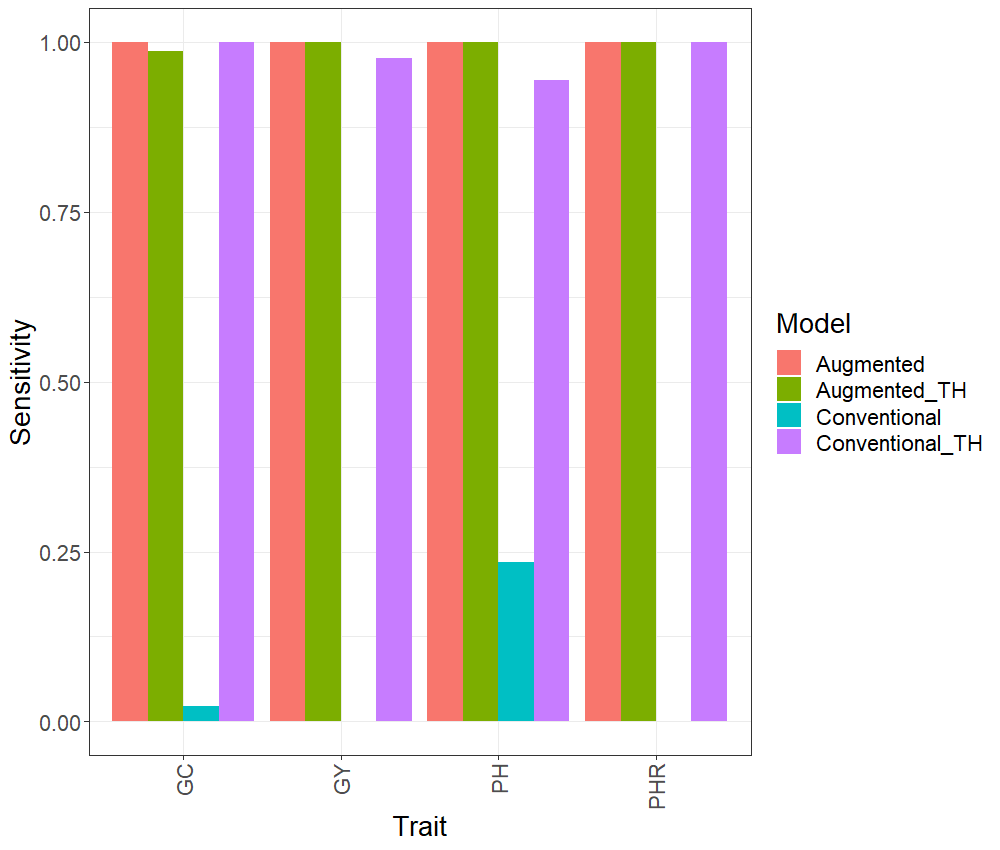 1.00
0.75
0.50
0.25
0.00
Sensitivity
GC
GY
PH
PHR
Trait
Model
Augmented
Augmented_TH
Conventional
Conventional_TH